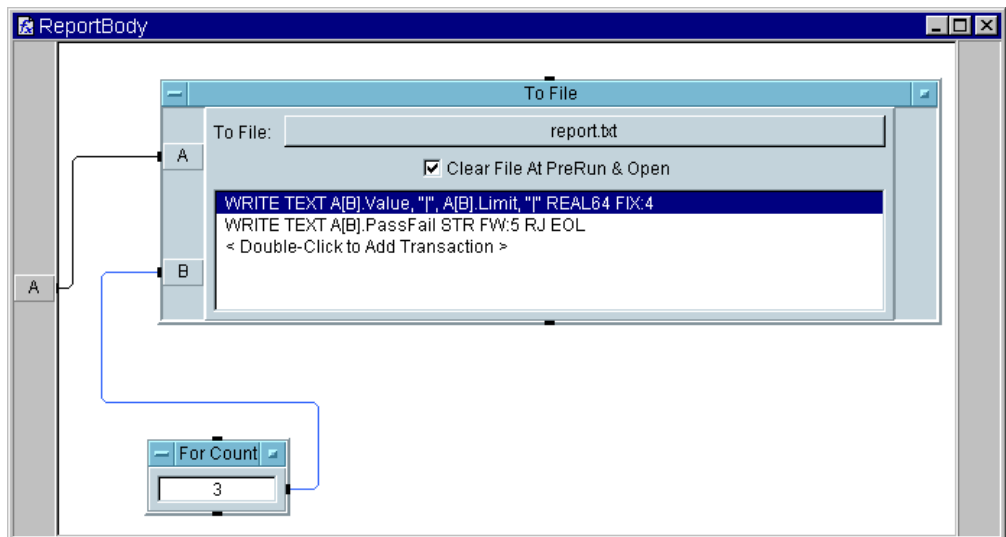 ReportBody
To File
To File: report.txt
A
Clear File At PreRun & Open
WRITE TEXT A[B].Value, "|", A[B].Limit, "|" REAL64 FIX:4
WRITE TEXT A[B].PassFail STR FW:5 RJ EOL
< Double-Click to Add Transaction >
B
A
For Count
3